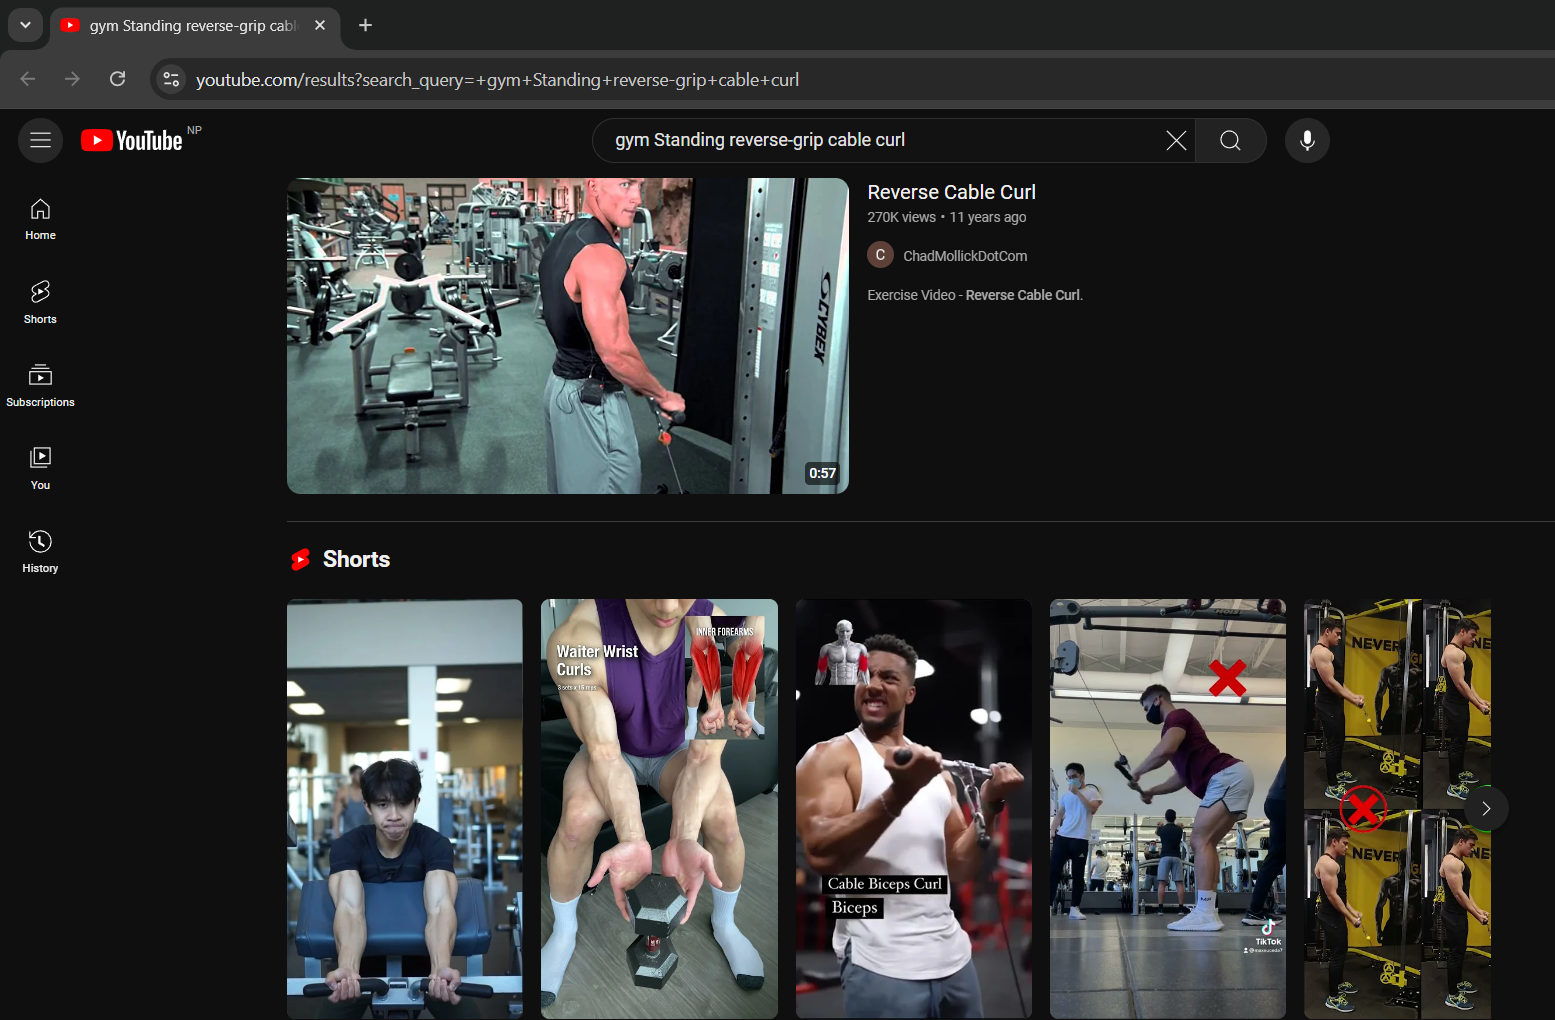 gym Standing reverse-grip cabl
youtube.com/results?search_query=+gym+Standing+reverse-grip+cable+curl
YouTube NP
gym Standing reverse-grip cable curl
Home
Shorts
Subscriptions
You
History
CYBEX
0:57
Reverse Cable Curl
270K views • 11 years ago
C ChadMollickDotCom
Exercise Video - Reverse Cable Curl.
Shorts
Waiter Wrist
Curls
INNER FOREARMS
Cable Biceps Curl
Biceps
TikTok
NEVER
NEVER